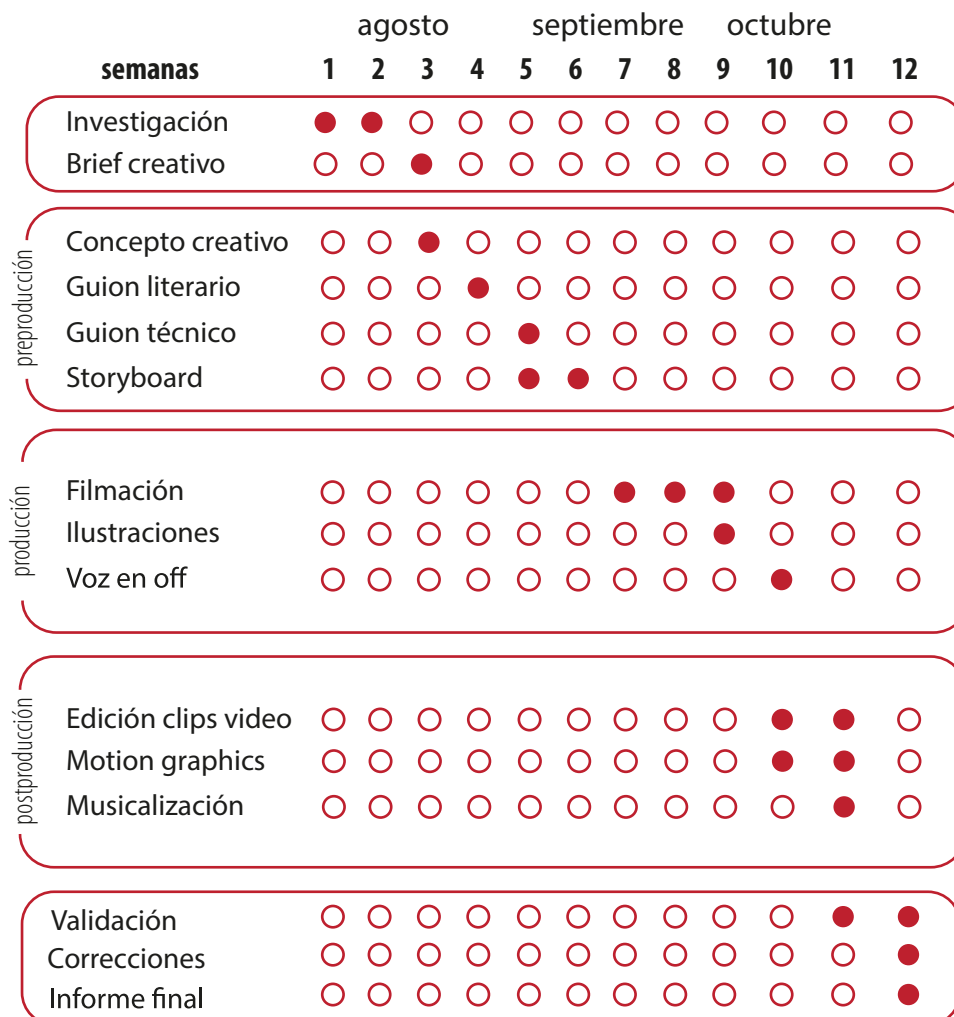 agosto septiembre octubre
semanas 1 2 3 4 5 6 7 8 9 10 11 12
Investigación
Brief creativo
preproducción
Concepto creativo
Guion literario
Guion técnico
Storyboard
producción
Filmación
Ilustraciones
Voz en off
postproducción
Edición clips video
Motion graphics
Musicalización
Validación
Correcciones
Informe final